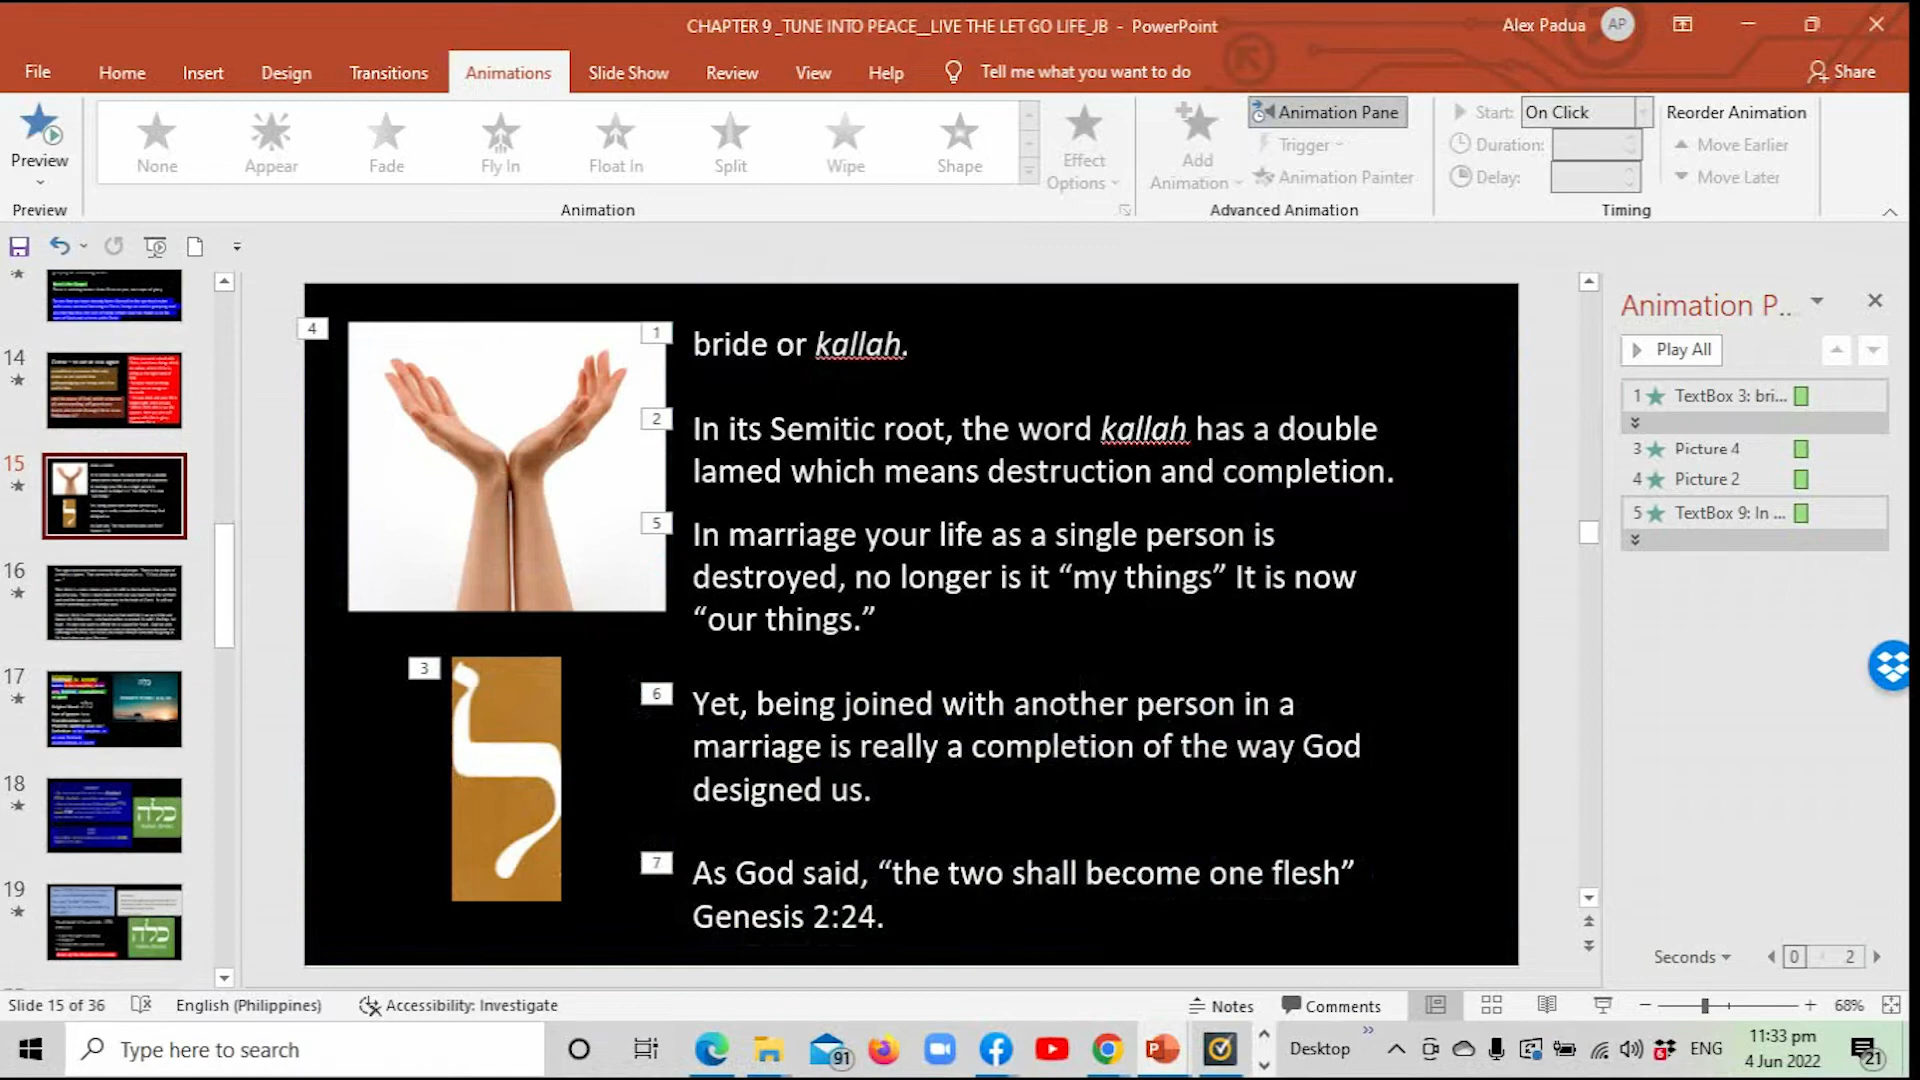 CHAPTER 9 _TUNE INTO PEACE__LIVE THE LET GO LIFE_JB - PowerPoint
Alex Padua
AP
File
Home
Insert
Design
Transitions
Animations
Slide Show
Review
View
Help
Tell me what you want to do
Share
Preview
None
Appear
Fade
Fly In
Float In
Split
Wipe
Shape
Effect
Options
Add
Animation
Animation Pane
Trigger
Animation Painter
Start:
On Click
Duration:
Delay:
Reorder Animation
Move Earlier
Move Later
Preview
Animation
Advanced Animation
Timing
14
15
16
17
18
כלה
19
כלה
4
1
bride or kallah.
2
In its Semitic root, the word kallah has a double
lamed which means destruction and completion.
5
In marriage your life as a single person is
destroyed, no longer is it “my things” It is now
“our things.”
3
ל
6
Yet, being joined with another person in a
marriage is really a completion of the way God
designed us.
7
As God said, “the two shall become one flesh”
Genesis 2:24.
Animation P..
Play All
1 TextBox 3: bri...
3 Picture 4
4 Picture 2
5 TextBox 9: In ...
Seconds
0
2
Slide 15 of 36
English (Philippines)
Accessibility: Investigate
Notes
Comments
68%
Type here to search
91
Desktop
ENG
11:33 pm
4 Jun 2022
21